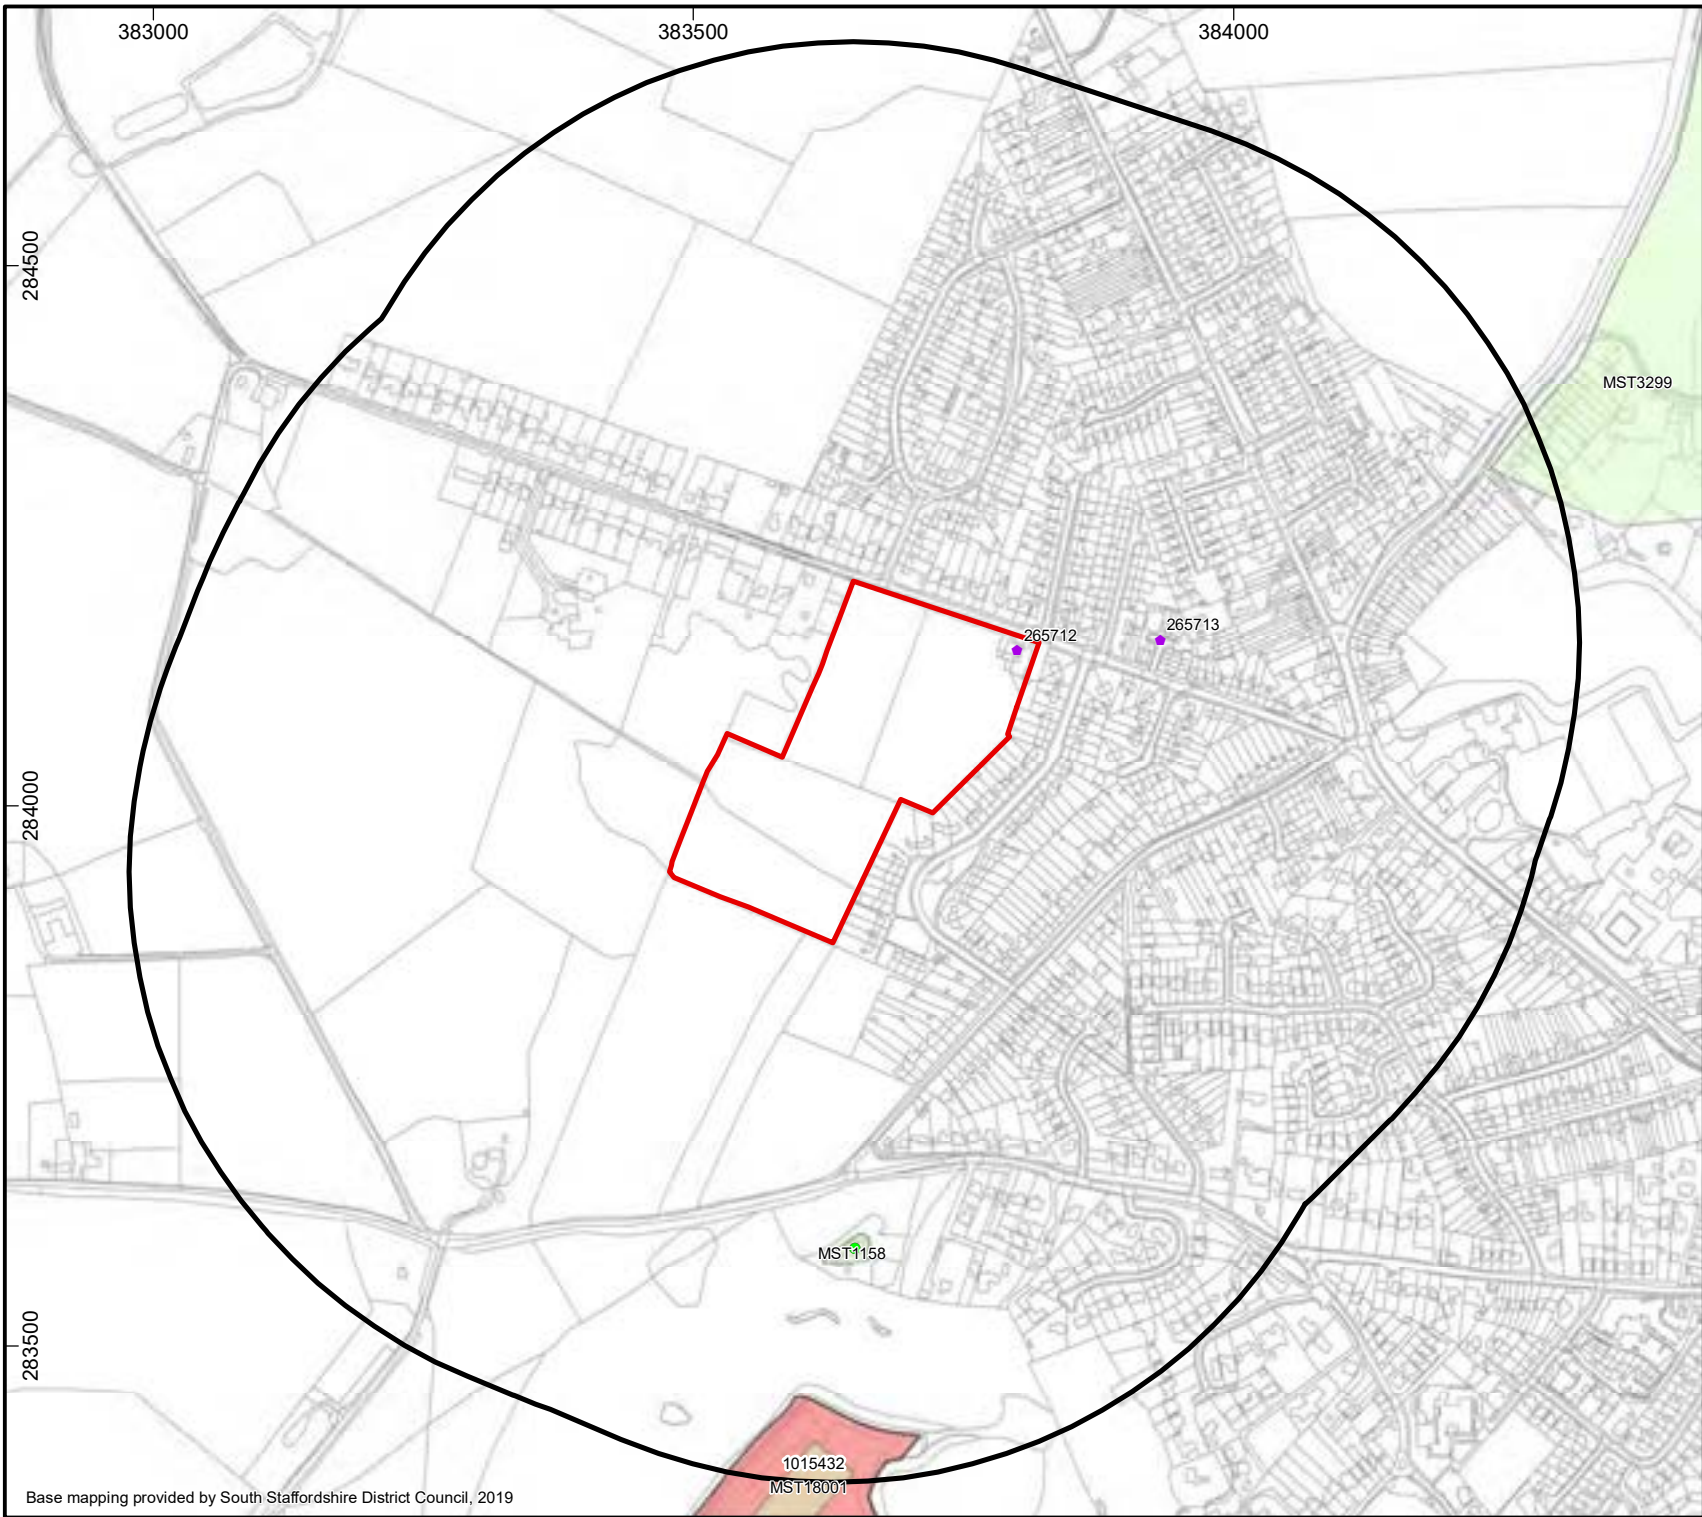 383000
383500
384000
284500
MST3299
265713
265712
284000
MST1158
283500
1015432
MST18001
Base mapping provided by South Staffordshire District Council, 2019